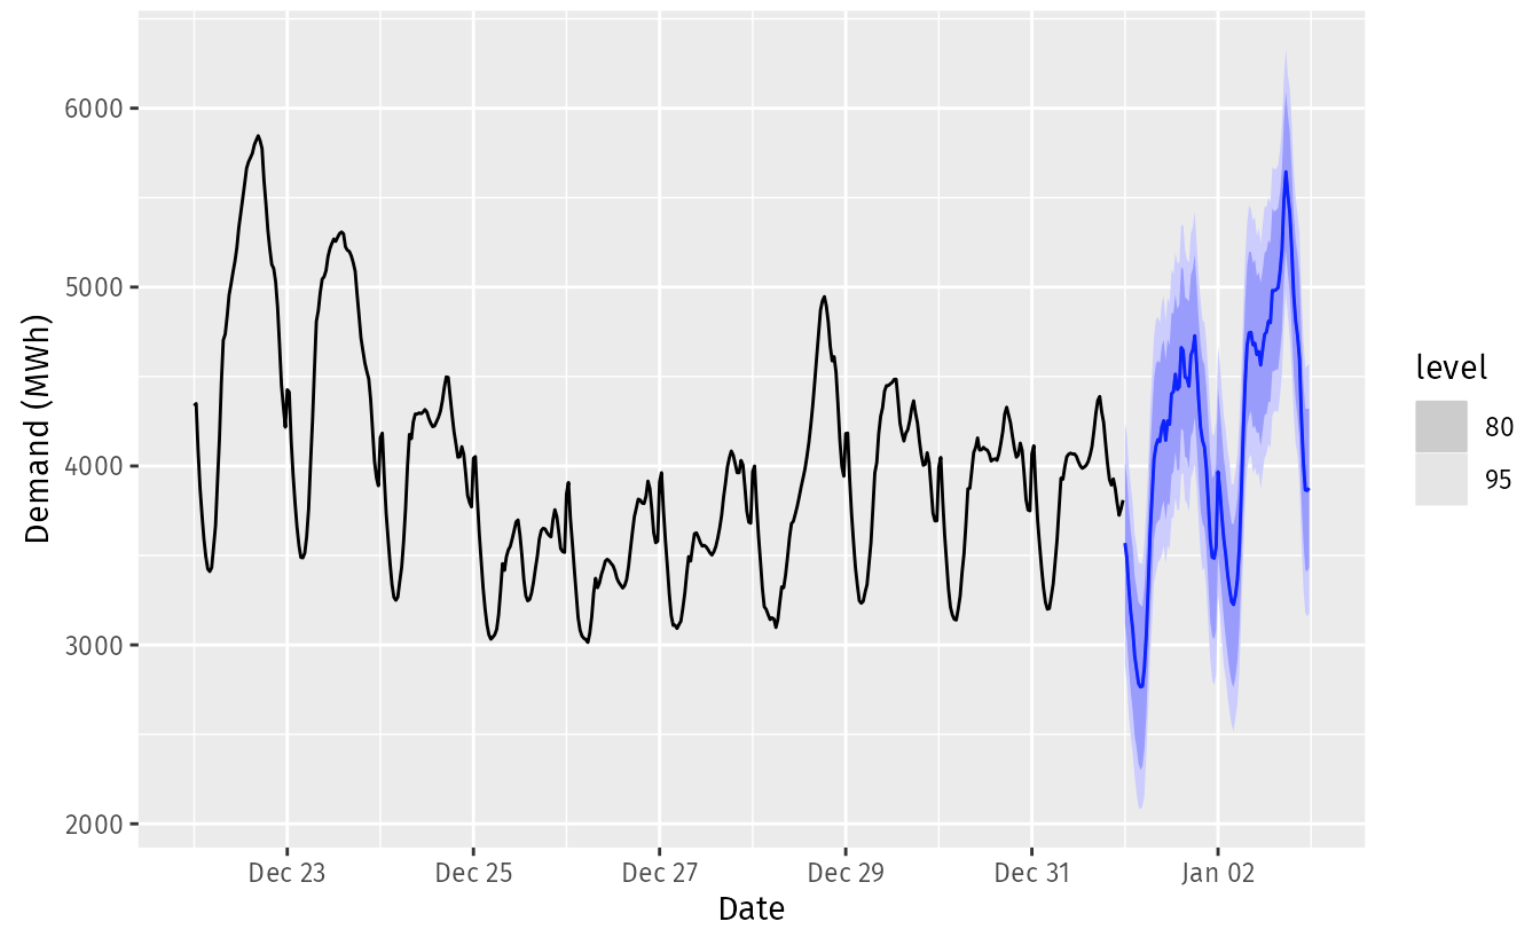 6000
5000
4000
3000
2000
Demand (MWh)
Dec 23
Dec 25
Dec 27
Dec 29
Dec 31
Jan 02
Date
level
80
95